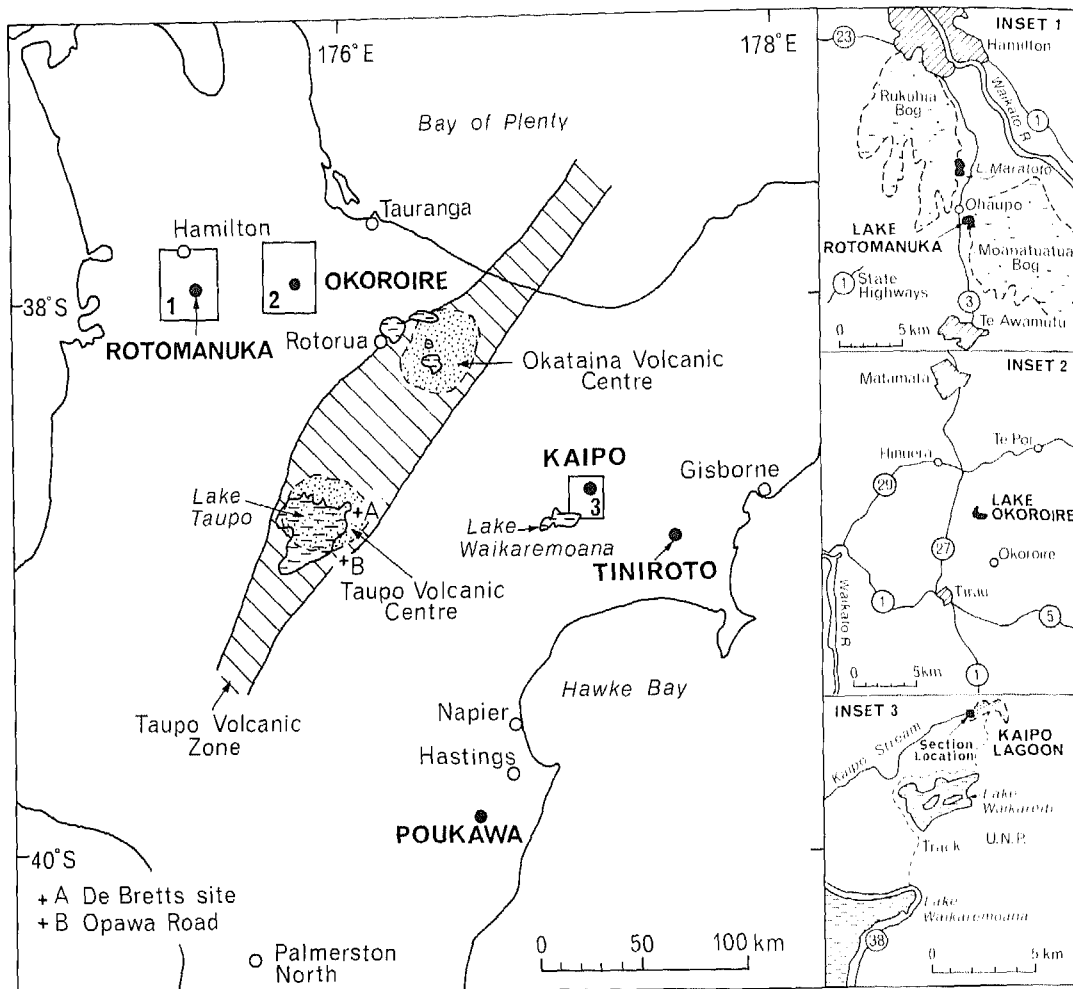 176°E
178°E
Bay of Plenty
Tauranga
Hamilton
1
2
OKOROIRE
38°S
ROTOMANUKA
Rotorua
Okataina Volcanic
Centre
KAIPO
3
Gisborne
Lake
Taupo
+A
+B
Lake
Waikaremoana
TINIROTO
Taupo Volcanic
Centre
Hawke Bay
Taupo Volcanic
Zone
Napier
Hastings
POUKAWA
40°S
+ A De Bretts site
+ B Opawa Road
Palmerston
North
0 50 100 km
INSET 1
23
Hamilton
Waikato R
Rukuhia
Bog
1
L. Maratoto
Ohaupo
LAKE
ROTOMANUKA
Moanatuatua
Bog
1 State
Highways
3
0 5 km
Te Awamutu
INSET 2
Matamata
Hinuera
Te Poi
29
LAKE
OKOROIRE
27
Okoroire
Tirau
Waikato R
1
5
0 5km
1
INSET 3
Kaipo Stream
Section
Location
KAIPO
LAGOON
Lake
Waikareiti
U.N.P.
Track
Lake
Waikaremoana
38
0 5 km